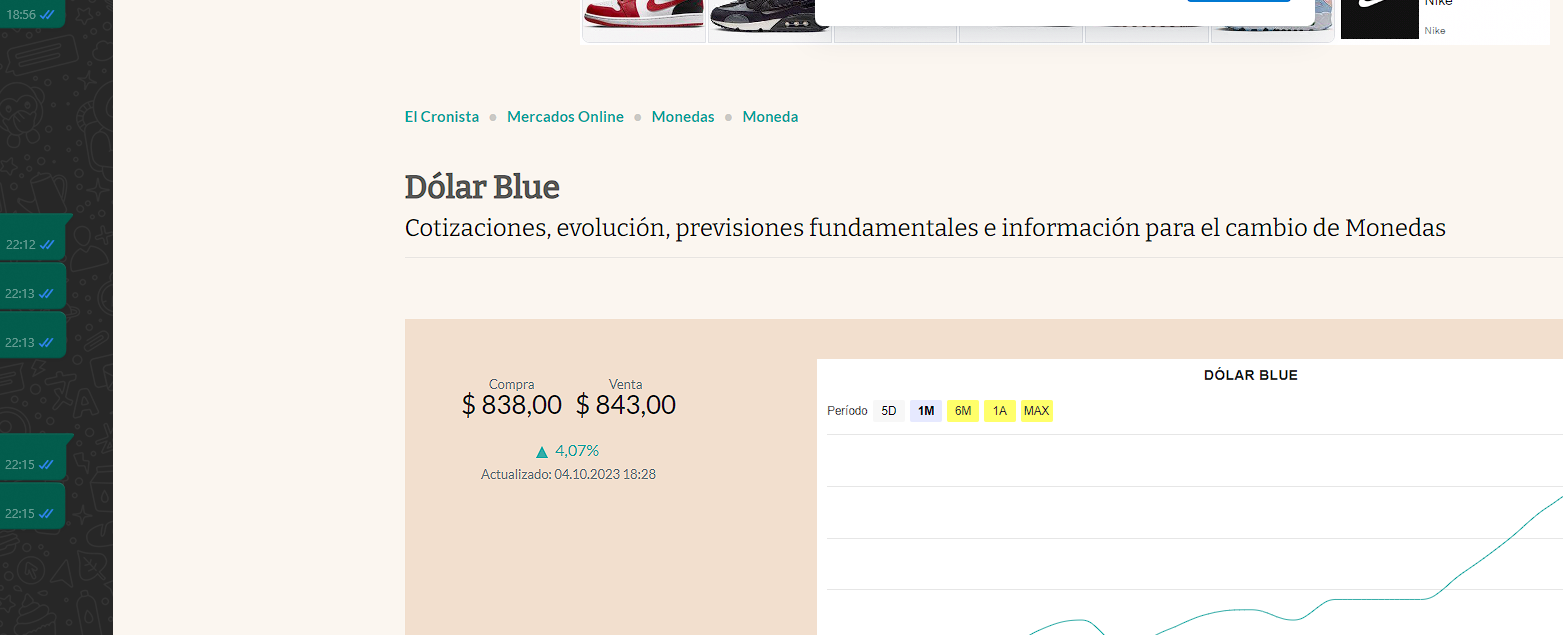 18:56
Nike
Nike
El Cronista • Mercados Online • Monedas • Moneda
Dólar Blue
Cotizaciones, evolución, previsiones fundamentales e información para el cambio de Monedas
22:12
22:13
22:13
22:15
22:15
Compra Venta
$ 838,00 $ 843,00
▲ 4,07%
Actualizado: 04.10.2023 18:28
DÓLAR BLUE
Período 5D 1M 6M 1A MAX